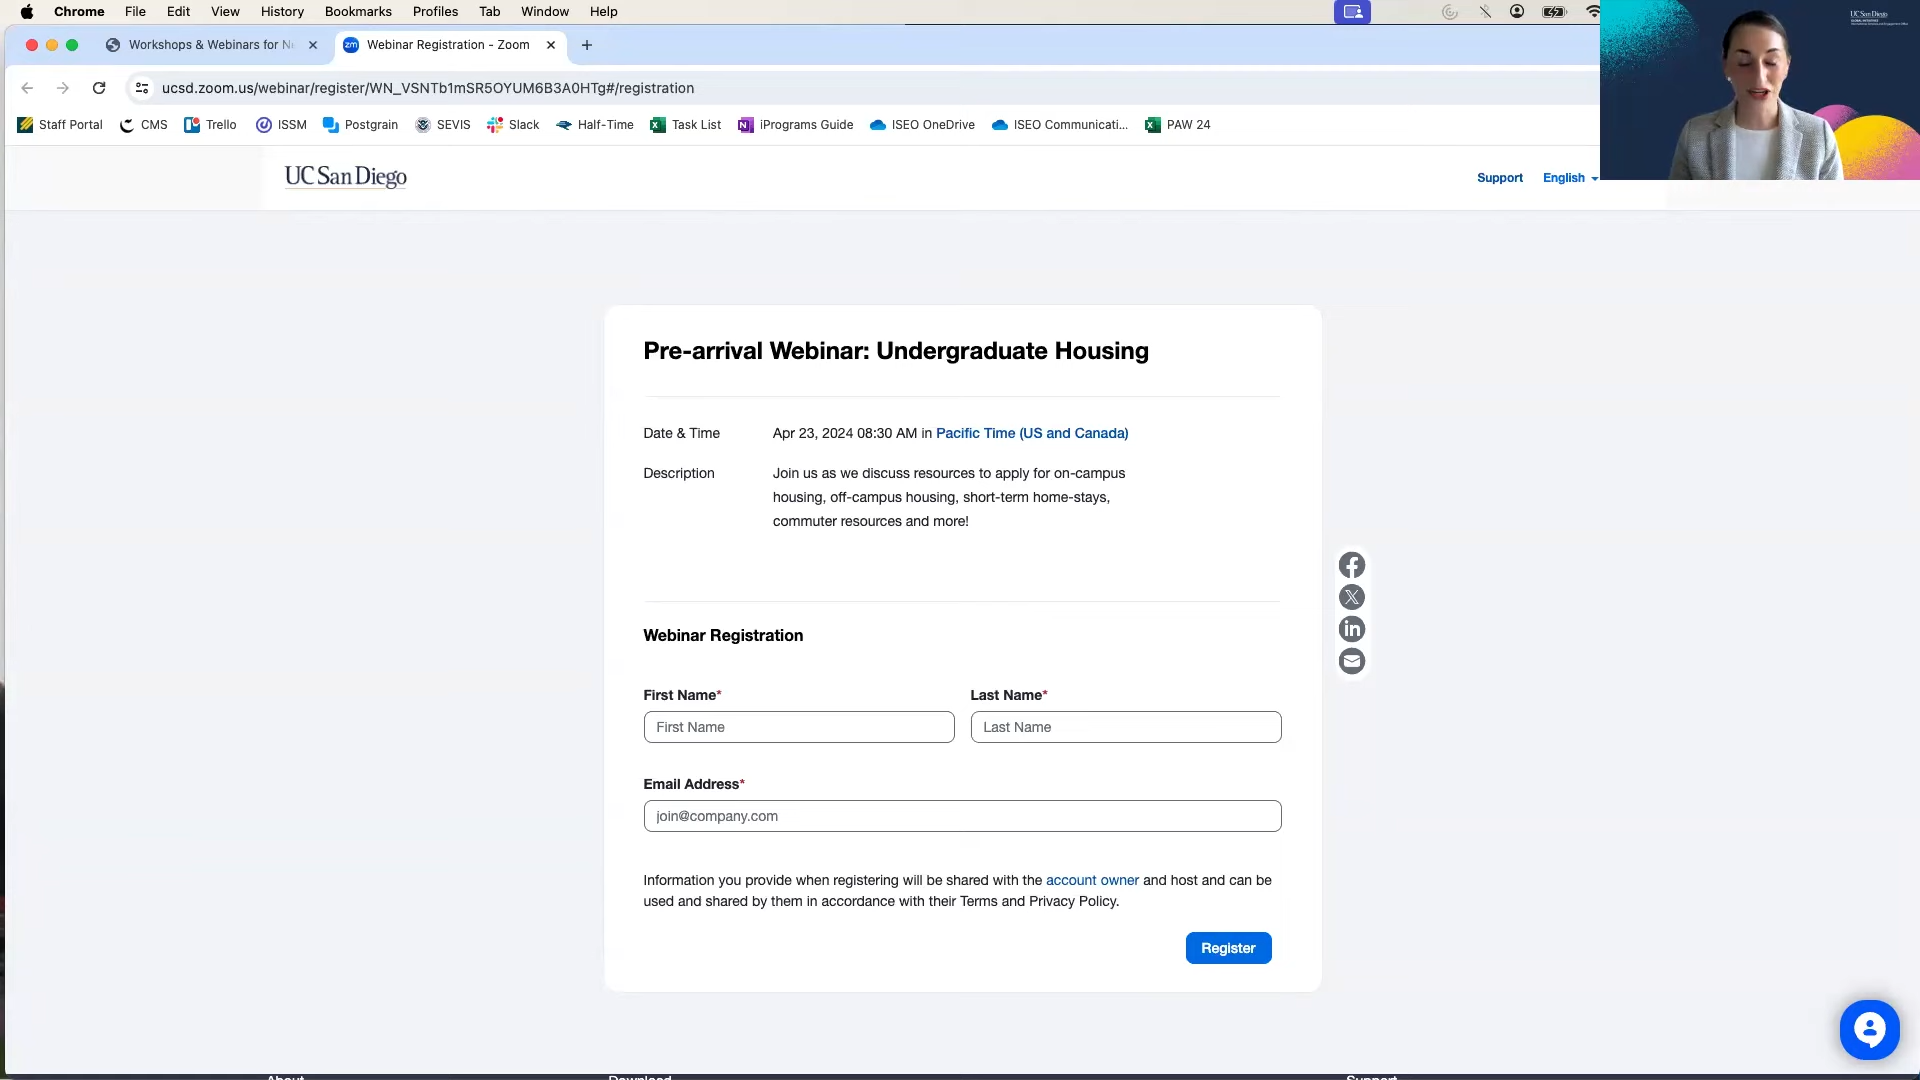 Chrome File Edit View History Bookmarks Profiles Tab Window Help
Workshops & Webinars for N
zm Webinar Registration - Zoom
ucsd.zoom.us/webinar/register/WN_VSNTb1mSR5OYUM6B3A0HTg#/registration
Staff Portal CMS Trello ISSM Postgrain SEVIS Slack Half-Time Task List iPrograms Guide ISEO OneDrive ISEO Communicati... PAW 24
UC San Diego
UC San Diego
Support English
Pre-arrival Webinar: Undergraduate Housing
Date & Time Apr 23, 2024 08:30 AM in Pacific Time (US and Canada)
Description Join us as we discuss resources to apply for on-campus
housing, off-campus housing, short-term home-stays,
commuter resources and more!
Webinar Registration
First Name* Last Name*
First Name Last Name
Email Address*
join@company.com
Information you provide when registering will be shared with the account owner and host and can be
used and shared by them in accordance with their Terms and Privacy Policy.
Register
About Download Support